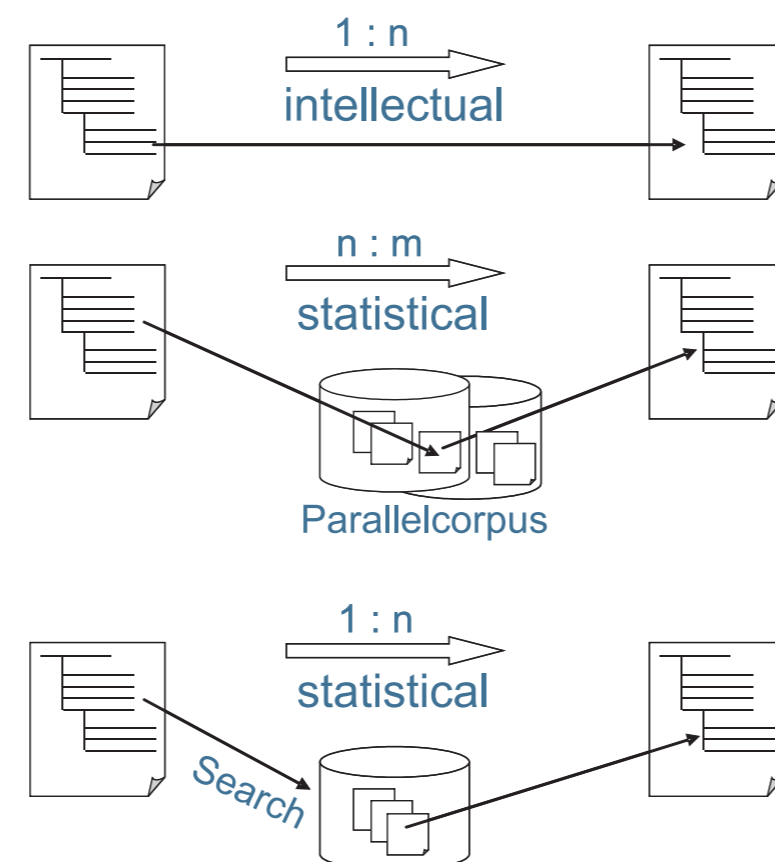 1 : n
intellectual
n : m
statistical
Parallelcorpus
1 : n
statistical
Search